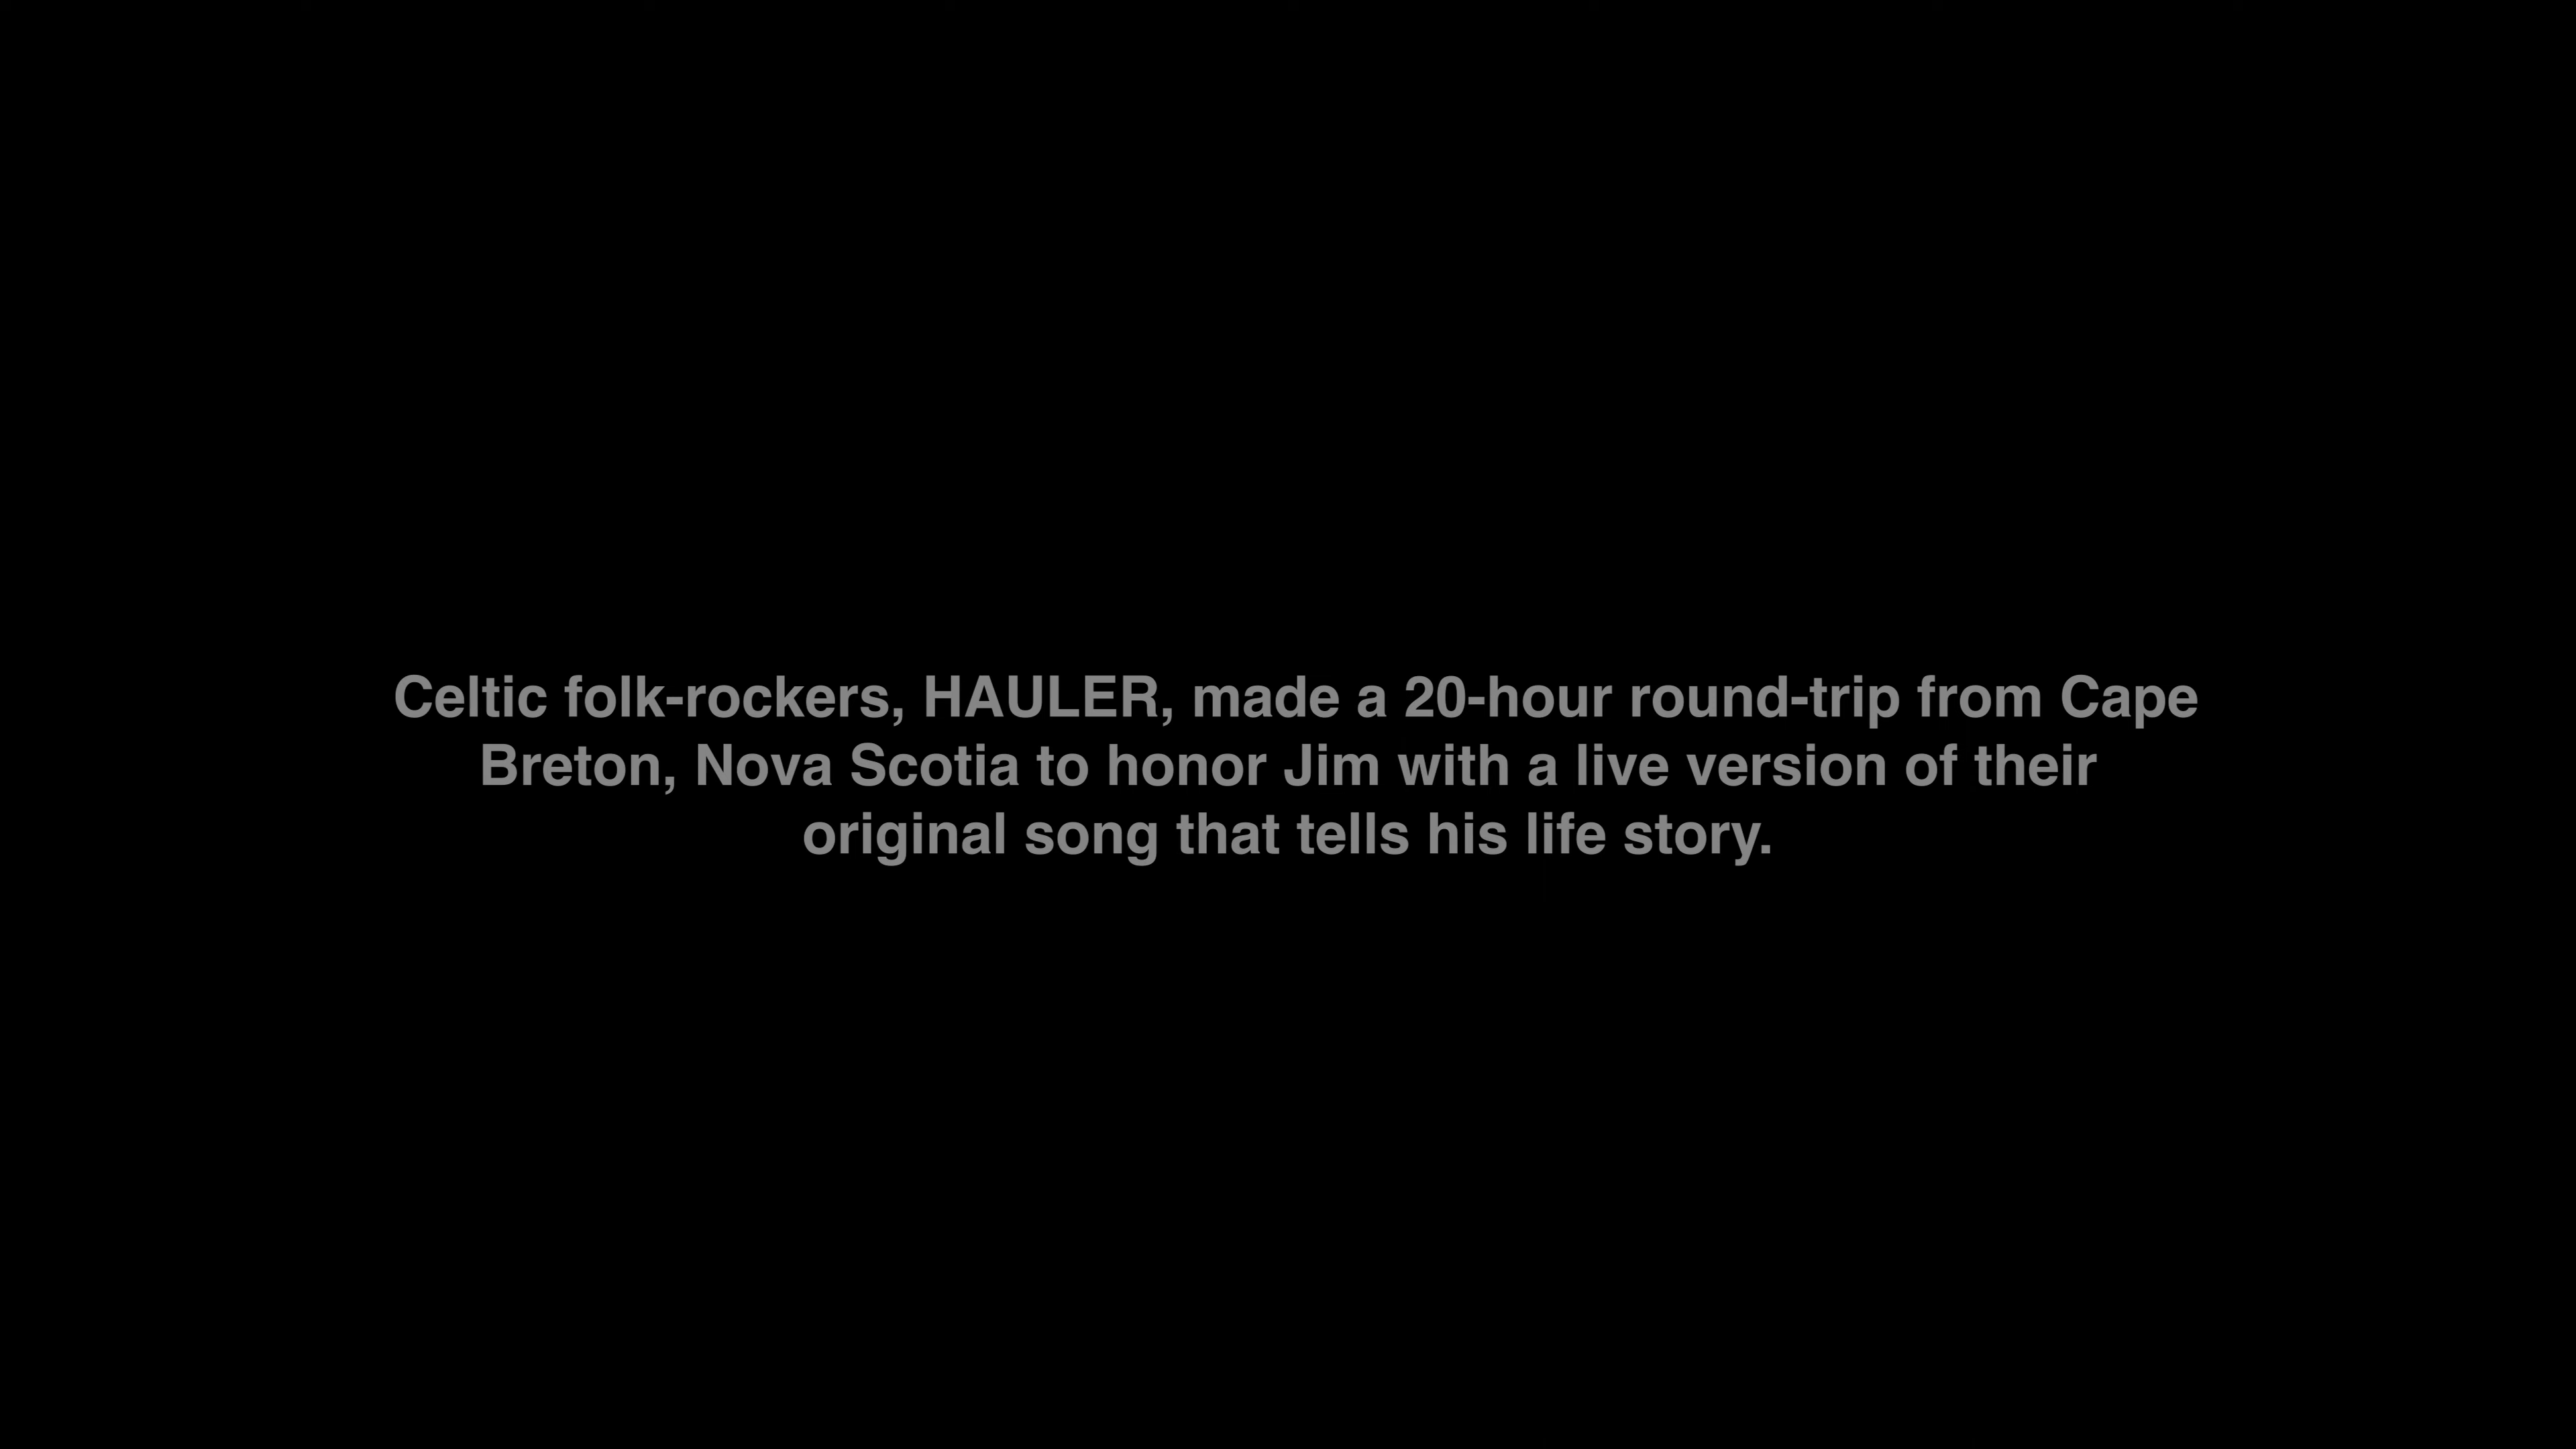 Celtic folk-rockers, HAULER, made a 20-hour round-trip from Cape
Breton, Nova Scotia to honor Jim with a live version of their
original song that tells his life story.